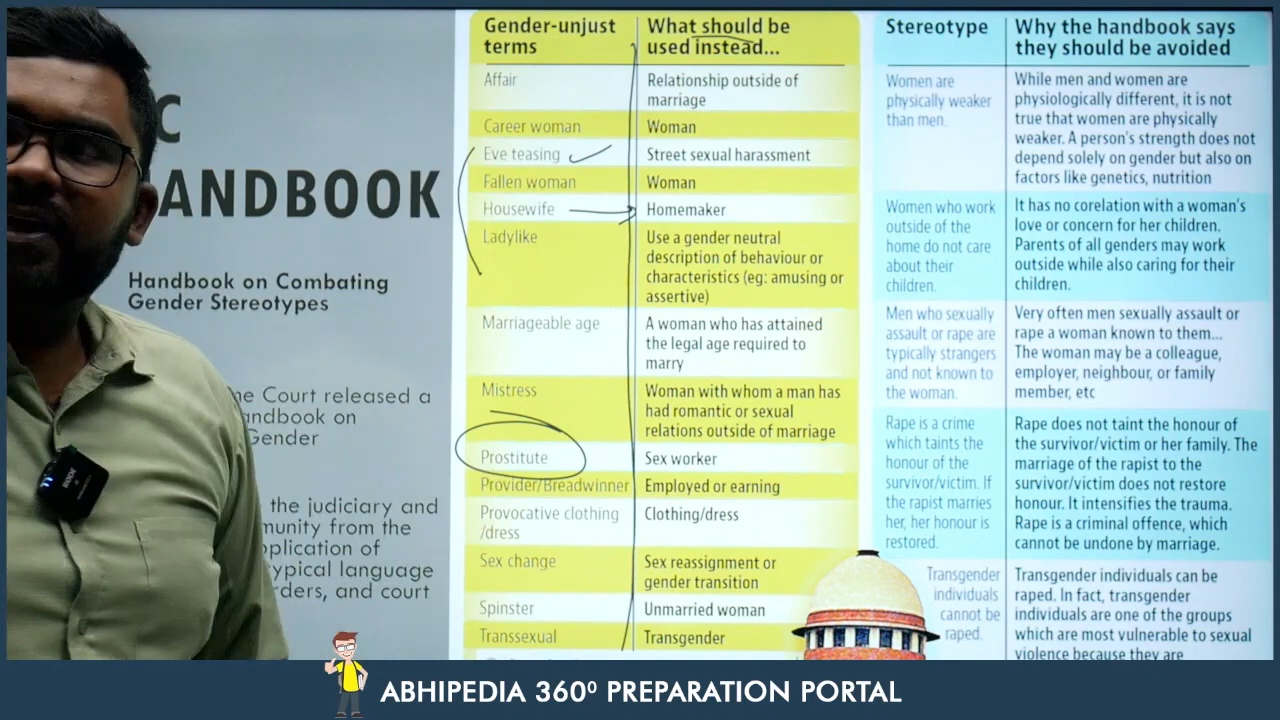 C
ANDBOOK
Handbook on Combating
Gender Stereotypes
Court released a
on
Gender
the judiciary and
from the
of
language
and court
Gender-unjust
terms
What should be
used instead...
Affair
Relationship outside of
marriage
Career woman
Woman
Eve teasing
Street sexual harassment
Fallen woman
Woman
Housewife
Homemaker
Ladylike
Use a gender neutral
description of behaviour or
characteristics (eg: amusing or
assertive)
Marriageable age
A woman who has attained
the legal age required to
marry
Mistress
Woman with whom a man has
had romantic or sexual
relations outside of marriage
Prostitute
Sex worker
Provider/Breadwinner
Employed or earning
Provocative clothing
/dress
Clothing/dress
Sex change
Sex reassignment or
gender transition
Spinster
Unmarried woman
Transsexual
Transgender
Stereotype
Why the handbook says
they should be avoided
Women are
physically weaker
than men.
While men and women are
physiologically different, it is not
true that women are physically
weaker. A person's strength does not
depend solely on gender but also on
factors like genetics, nutrition
Women who work
outside of the
home do not care
about their
children.
It has no corelation with a woman's
love or concern for her children.
Parents of all genders may work
outside while also caring for their
children.
Men who sexually
assault or rape are
typically strangers
and not known to
the woman.
Very often men sexually assault or
rape a woman known to them...
The woman may be a colleague,
employer, neighbour, or family
member, etc
Rape is a crime
which taints the
honour of the
survivor/victim. If
the rapist marries
her, her honour is
restored.
Rape does not taint the honour of
the survivor/victim or her family. The
marriage of the rapist to the
survivor/victim does not restore
honour. It intensifies the trauma.
Rape is a criminal offence, which
cannot be undone by marriage.
Transgender
individuals
cannot be
raped.
Transgender individuals can be
raped. In fact, transgender
individuals are one of the groups
which are most vulnerable to sexual
violence because they are
ABHIPEDIA 360⁰ PREPARATION PORTAL